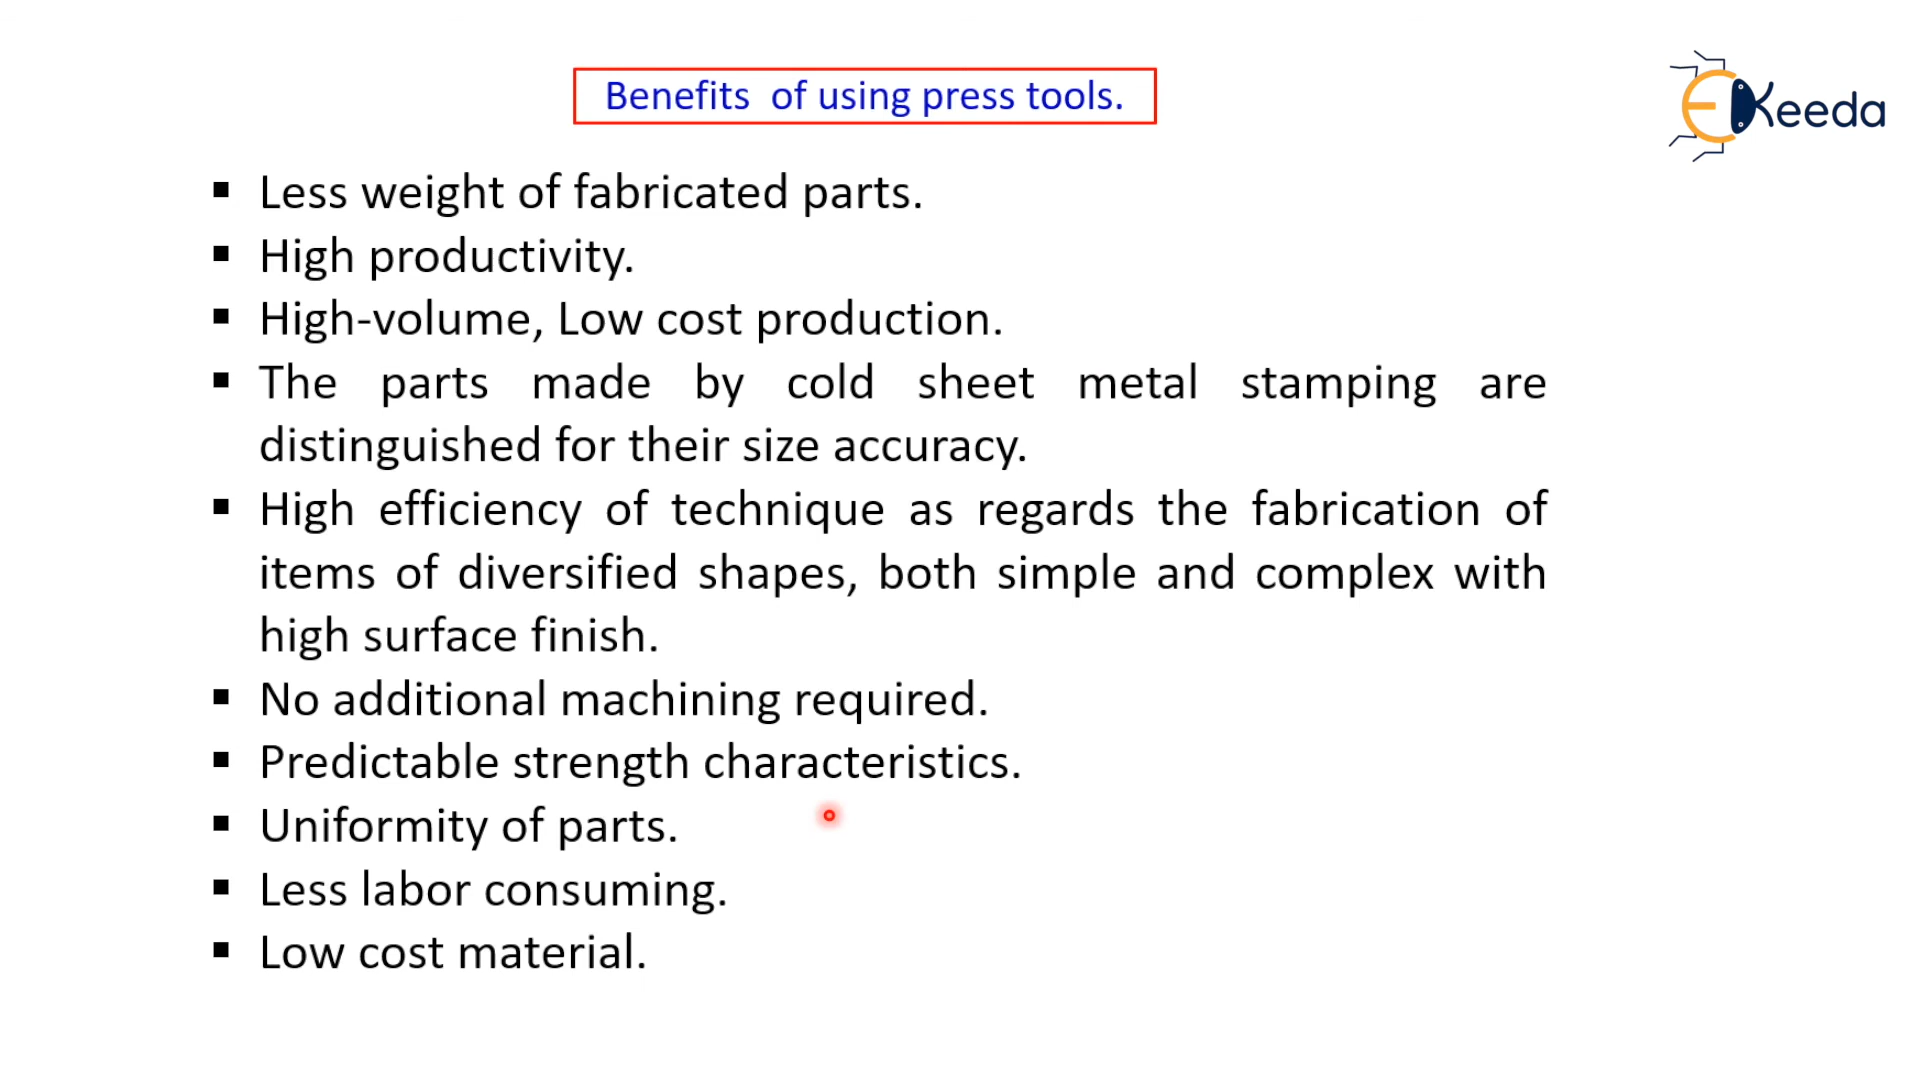 Benefits of using press tools.
EKeeda
▪ Less weight of fabricated parts.
▪ High productivity.
▪ High-volume, Low cost production.
▪ The parts made by cold sheet metal stamping are
distinguished for their size accuracy.
▪ High efficiency of technique as regards the fabrication of
items of diversified shapes, both simple and complex with
high surface finish.
▪ No additional machining required.
▪ Predictable strength characteristics.
▪ Uniformity of parts.
▪ Less labor consuming.
▪ Low cost material.